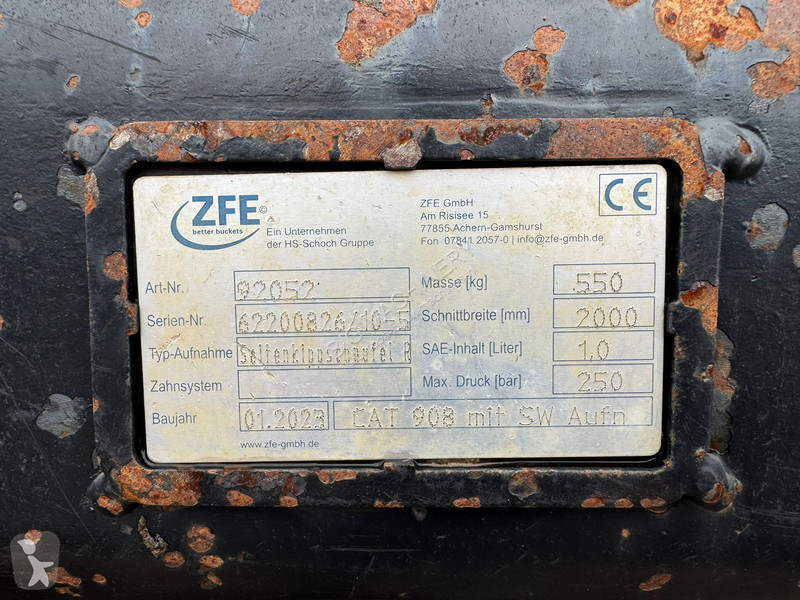 ZFE©
better buckets
Ein Unternehmen
der HS-Schoch Gruppe
ZFE GmbH
Am Risisee 15
77855 Achern-Gamshurst
Fon 07841 2057-0 | info@zfe-gmbh.de
CE
Art-Nr. 92052
Serien-Nr. 62200826/10-5
Typ-Aufnahme Seitenkippschaufel R
Zahnsystem
Baujahr 01.2023 CAT 908 mit SW Aufn
Masse [kg] 550
Schnittbreite [mm] 2000
SAE-Inhalt [Liter] 1,0
Max. Druck [bar] 250
www.zfe-gmbh.de